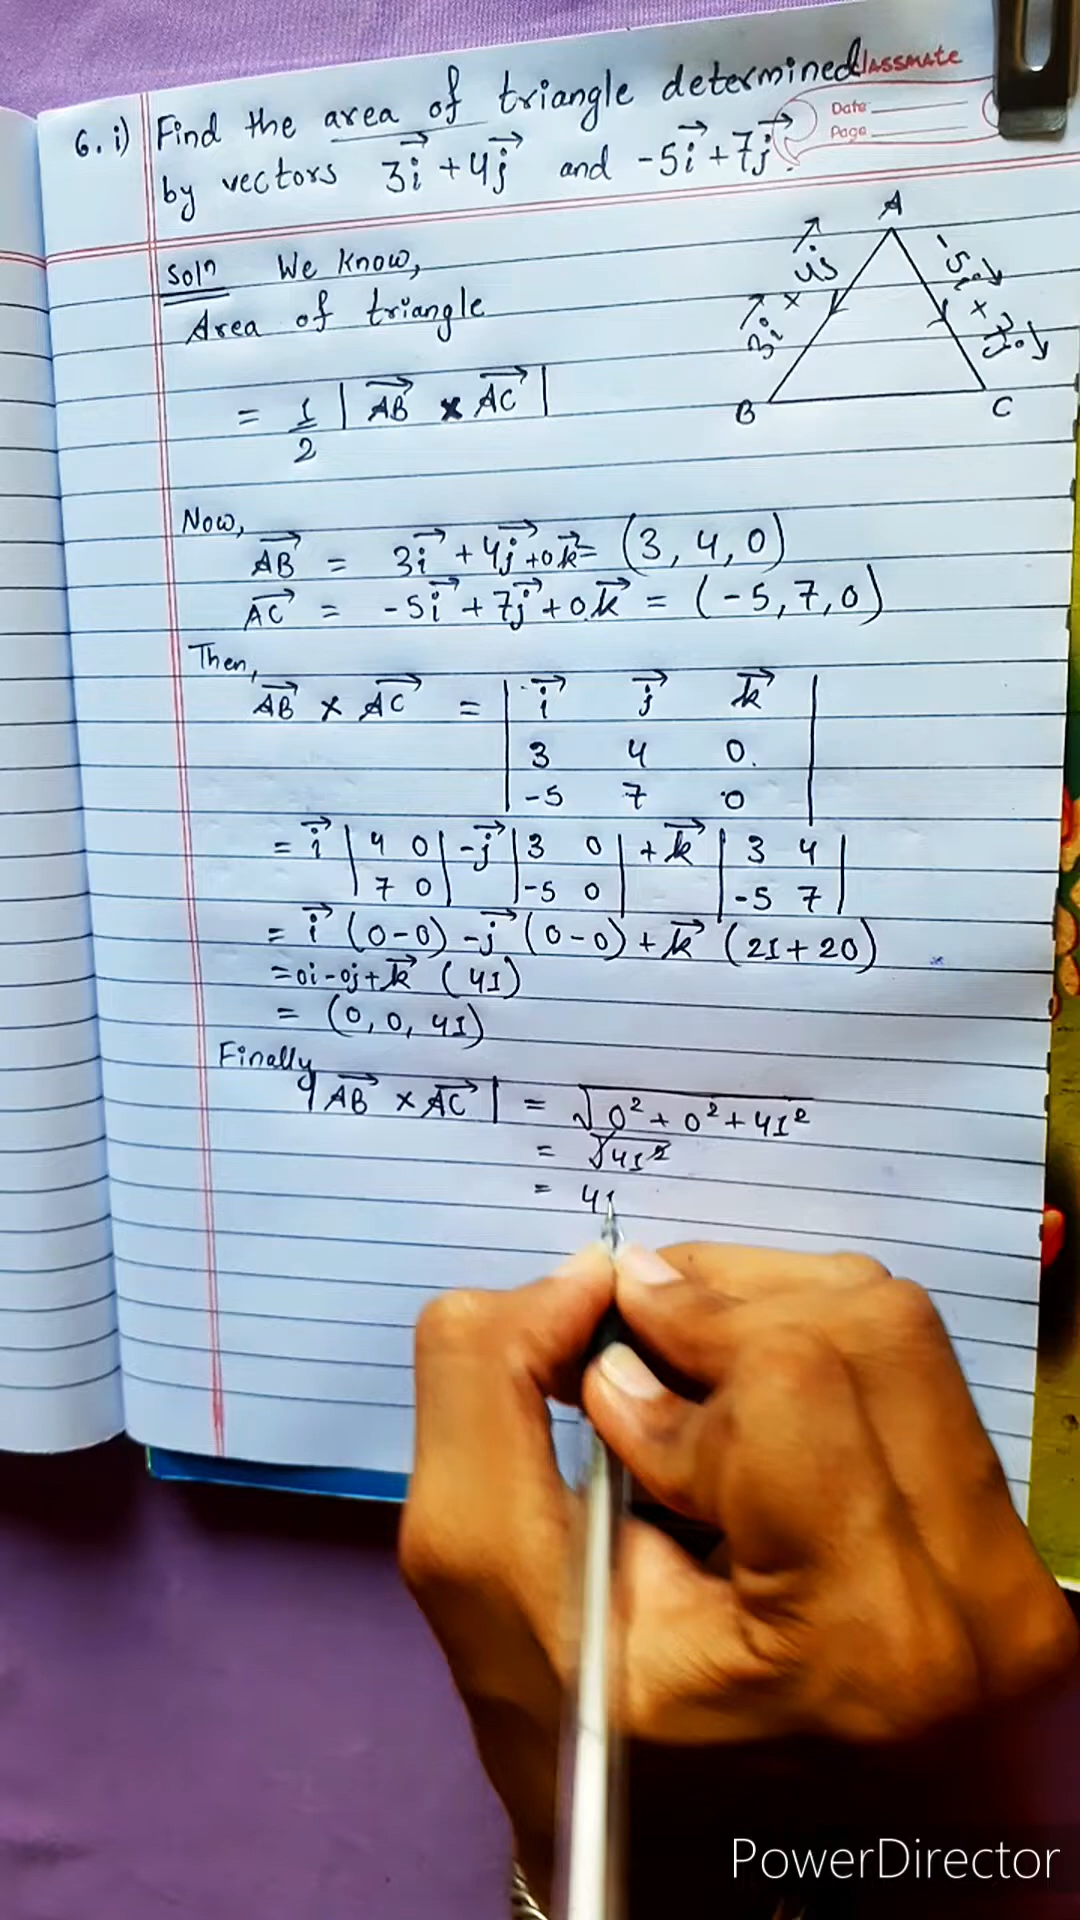 classmate
Date
Page
6. i) Find the area of triangle determined
by vectors 3i⃗ + 4j⃗ and -5i⃗ + 7j⃗.
Solⁿ We know,
Area of triangle
= 1/2 | AB⃗ × AC⃗ |
A
B
C
3i⃗ + 4j⃗
-5i⃗ + 7j⃗
Now,
AB⃗ = 3i⃗ + 4j⃗ + 0k⃗ = (3, 4, 0)
AC⃗ = -5i⃗ + 7j⃗ + 0.k⃗ = (-5, 7, 0)
Then,
AB⃗ × AC⃗ = | i⃗ j⃗ k⃗ |
3 4 0
-5 7 0
= i⃗ | 4 0 | - j⃗ | 3 0 | + k⃗ | 3 4 |
| 7 0 | | -5 0 | | -5 7 |
= i⃗ (0-0) - j⃗ (0-0) + k⃗ (21+20)
= 0i - 0j + k⃗ (41)
= (0, 0, 41)
Finally
| AB⃗ × AC⃗ | = √0² + 0² + 41²
= √41²
= 41
PowerDirector